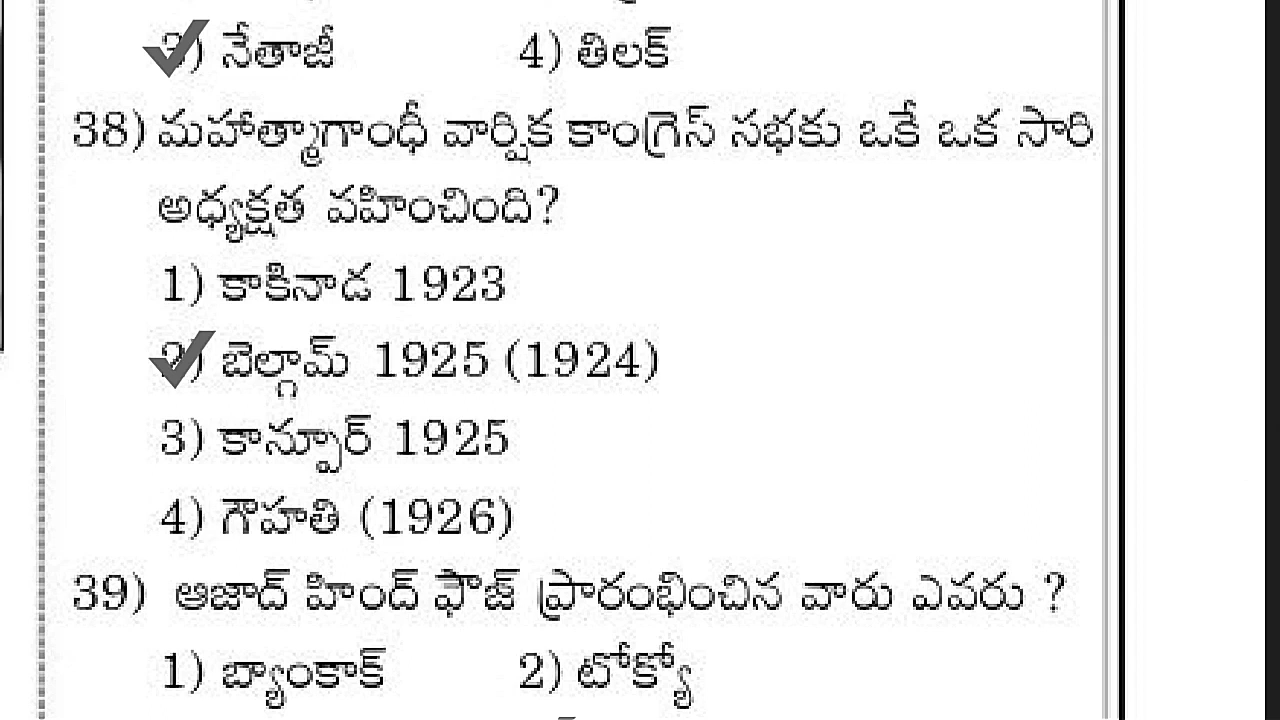 3) నేతాజీ 4) తిలక్
38) మహాత్మాగాంధీ వార్షిక కాంగ్రెస్ సభకు ఒకే ఒక సారి
అధ్యక్షత వహించింది?
1) కాకినాడ 1923
2) బెల్గామ్ 1925 (1924)
3) కాన్పూర్ 1925
4) గౌహతి (1926)
39) ఆజాద్ హింద్ ఫౌజ్ ప్రారంభించిన వారు ఎవరు ?
1) బ్యాంకాక్ 2) టోక్యో